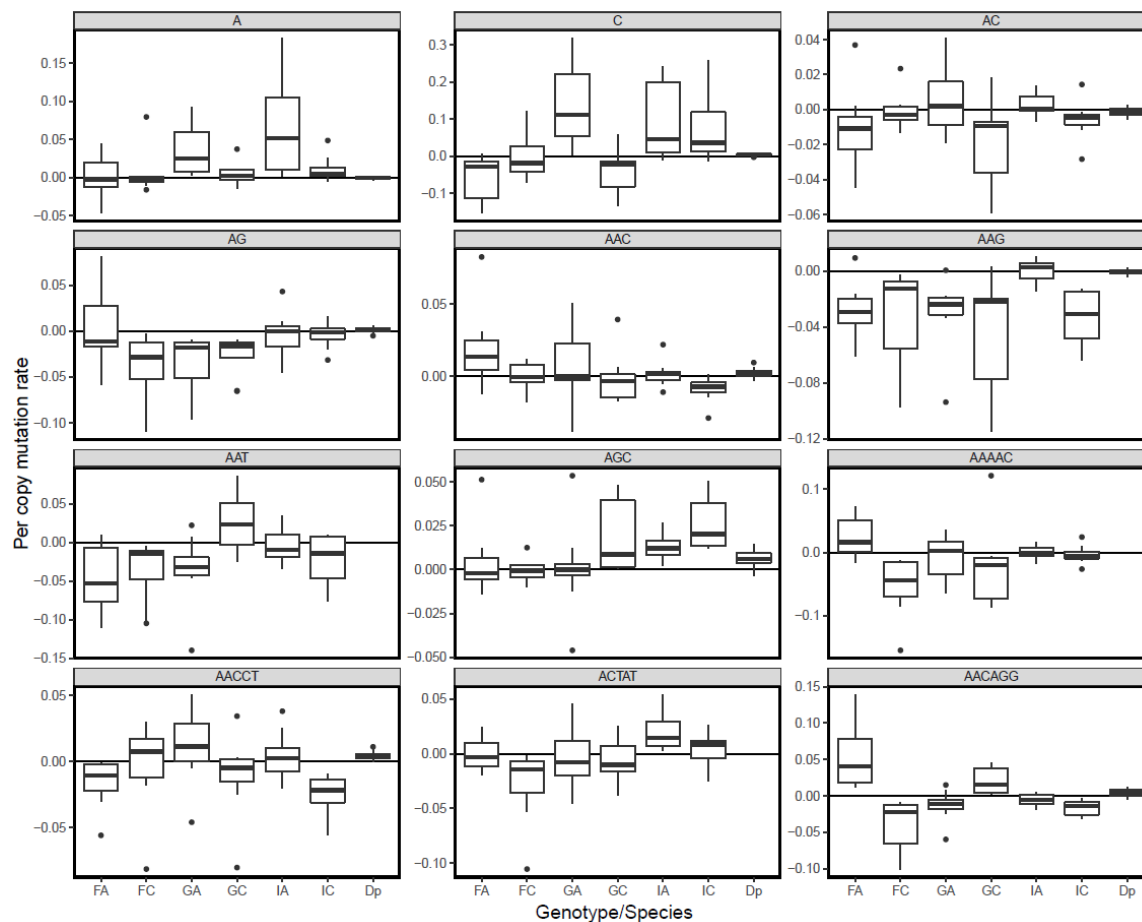 A C AC
0.15 0.3 0.04
0.10 0.2 0.02
0.05 0.1 0.00
0.00 0.0 −0.02
−0.05 −0.1 −0.04
−0.06
AG AAC AAG
0.05 0.05 0.00
0.00 0.00 −0.04
−0.05 −0.08
−0.10 −0.12
AAT AGC AAAAC
0.05 0.050 0.1
0.00 0.025 0.0
−0.05 0.000 −0.1
−0.10 −0.025
−0.15 −0.050
AACCT ACTAT AACAGG
0.05 0.05 0.15
0.00 0.00 0.10
−0.05 −0.05 0.05
−0.10 0.00
−0.05
−0.10
Per copy mutation rate
FA FC GA GC IA IC Dp FA FC GA GC IA IC Dp FA FC GA GC IA IC Dp
Genotype/Species